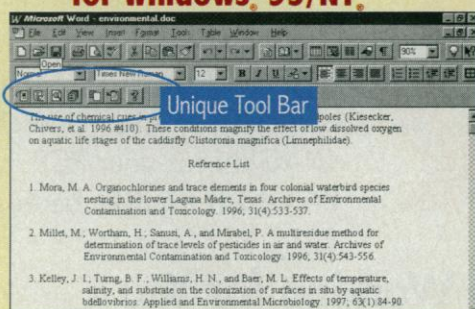 for Windows® 95/NT®
Microsoft Word - environmental.doc
File Edit View Insert Format Tools Table Window Help
90%
Open
Times New Roman 12 B I U
Unique Tool Bar
The use of chemical cues in tadpoles (Kiesecker,
Chivers, et al. 1996 #410). These conditions magnify the effect of low dissolved oxygen
on aquatic life stages of the caddisfly Clistoronia magnifica (Limnephilidae).
Reference List
1. Mora, M. A. Organochlorines and trace elements in four colonial waterbird species
nesting in the lower Laguna Madre, Texas. Archives of Environmental
Contamination and Toxicology. 1996; 31(4):533-537.
2. Millet, M.; Wortham, H.; Sanusi, A., and Mirabel, P. A multiresidue method for
determination of trace levels of pesticides in air and water. Archives of
Environmental Contamination and Toxicology. 1996; 31(4):543-556.
3. Kelley, J. I.; Turng, B. F.; Williams, H. N., and Baer, M. L. Effects of temperature,
salinity, and substrate on the colonization of surfaces in situ by aquatic
bdellovibrios. Applied and Environmental Microbiology. 1997; 63(1):84-90.